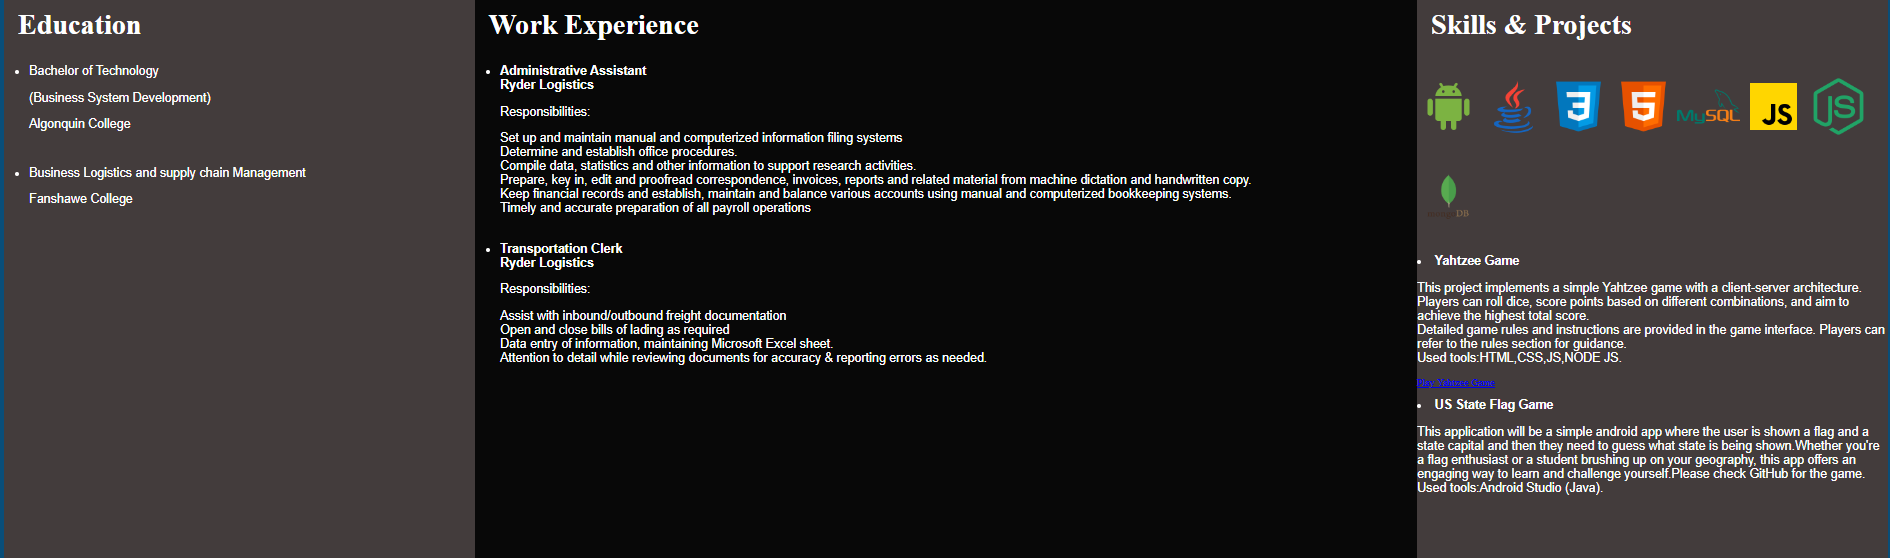 Education
Bachelor of Technology
(Business System Development)
Algonquin College
Business Logistics and supply chain Management
Fanshawe College
Work Experience
Administrative Assistant
Ryder Logistics
Responsibilities:
Set up and maintain manual and computerized information filing systems
Determine and establish office procedures.
Compile data, statistics and other information to support research activities.
Prepare, key in, edit and proofread correspondence, invoices, reports and related material from machine dictation and handwritten copy.
Keep financial records and establish, maintain and balance various accounts using manual and computerized bookkeeping systems.
Timely and accurate preparation of all payroll operations
Transportation Clerk
Ryder Logistics
Responsibilities:
Assist with inbound/outbound freight documentation
Open and close bills of lading as required
Data entry of information, maintaining Microsoft Excel sheet.
Attention to detail while reviewing documents for accuracy & reporting errors as needed.
Skills & Projects
3
5
MySQL
JS
JS
mongoDB
Yahtzee Game
This project implements a simple Yahtzee game with a client-server architecture.
Players can roll dice, score points based on different combinations, and aim to
achieve the highest total score.
Detailed game rules and instructions are provided in the game interface. Players can
refer to the rules section for guidance.
Used tools:HTML,CSS,JS,NODE JS.
Play Yahtzee Game
US State Flag Game
This application will be a simple android app where the user is shown a flag and a
state capital and then they need to guess what state is being shown.Whether you're
a flag enthusiast or a student brushing up on your geography, this app offers an
engaging way to learn and challenge yourself.Please check GitHub for the game.
Used tools:Android Studio (Java).